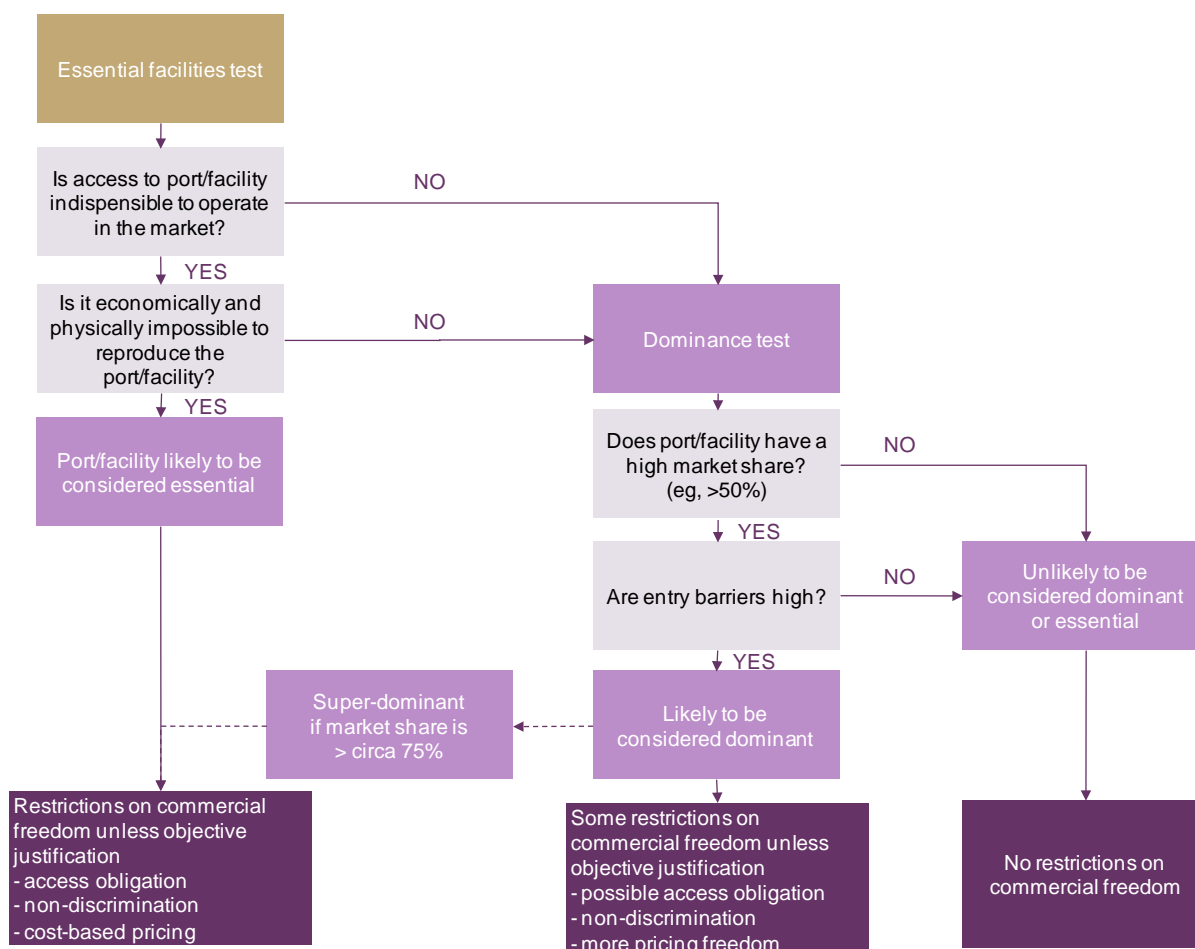 Essential facilities test
Is access to port/facility
indispensible to operate
in the market?
NO
YES
Is it economically and
physically impossible to
reproduce the
port/facility?
NO
Dominance test
YES
Port/facility likely to be
considered essential
Does port/facility have a
high market share?
(eg, >50%)
NO
YES
Are entry barriers high?
NO
Unlikely to be
considered dominant
or essential
YES
Super-dominant
if market share is
> circa 75%
Likely to be
considered dominant
Restrictions on commercial
freedom unless objective
justification
- access obligation
- non-discrimination
- cost-based pricing
Some restrictions on
commercial freedom unless
objective justification
- possible access obligation
- non-discrimination
- more pricing freedom
No restrictions on
commercial freedom